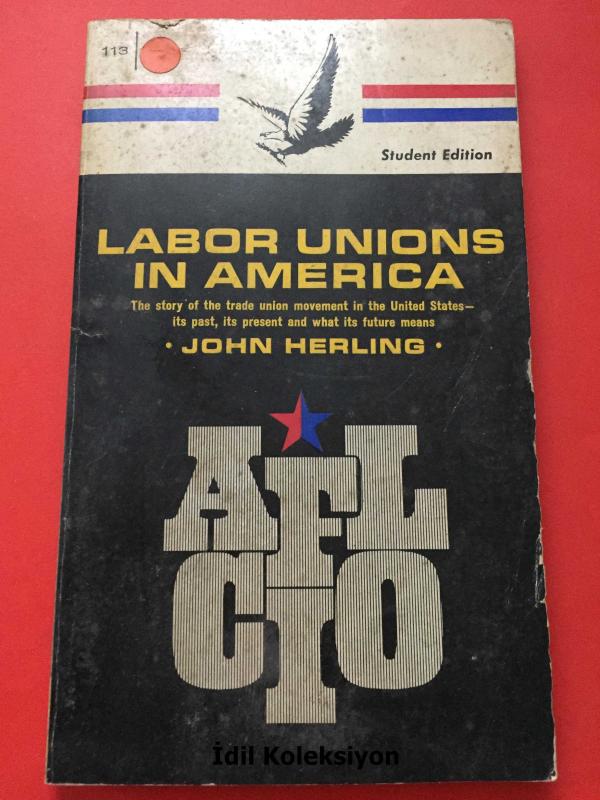 113
Student Edition
LABOR UNIONS
IN AMERICA
The story of the trade union movement in the United States—
its past, its present and what its future means
• JOHN HERLING •
AFL
CIO
İdil Koleksiyon